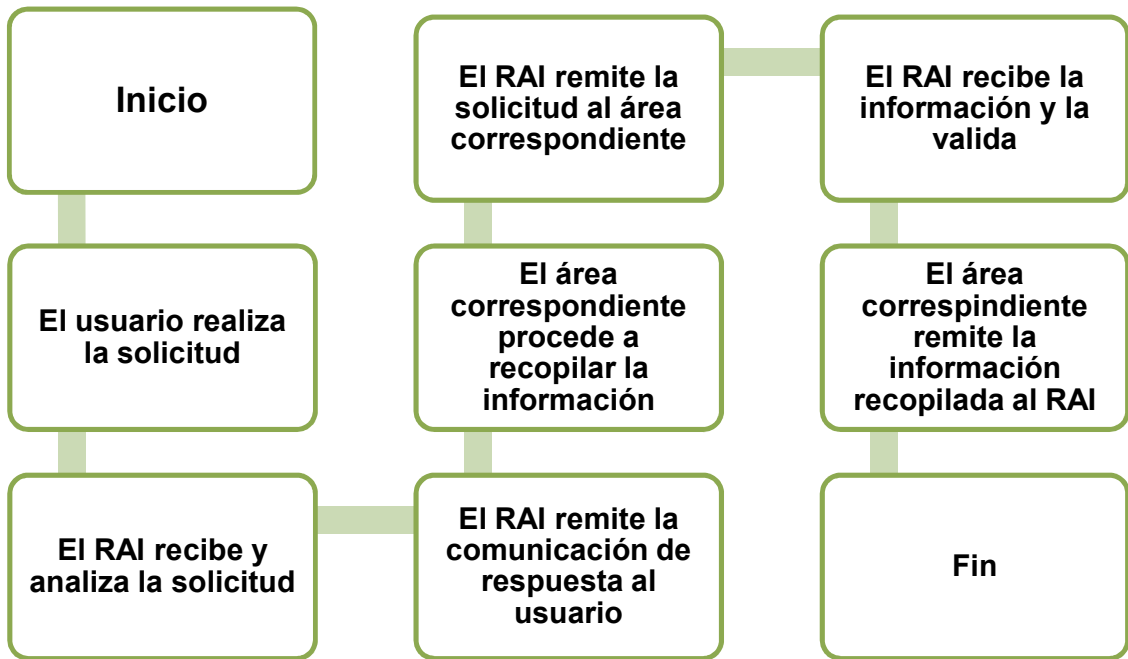 Inicio
El usuario realiza
la solicitud
El RAI recibe y
analiza la solicitud
El RAI remite la
comunicación de
respuesta al
usuario
El área
correspondiente
procede a
recopilar la
información
El RAI remite la
solicitud al área
correspondiente
El RAI recibe la
información y la
valida
El área
correspindiente
remite la
información
recopilada al RAI
Fin